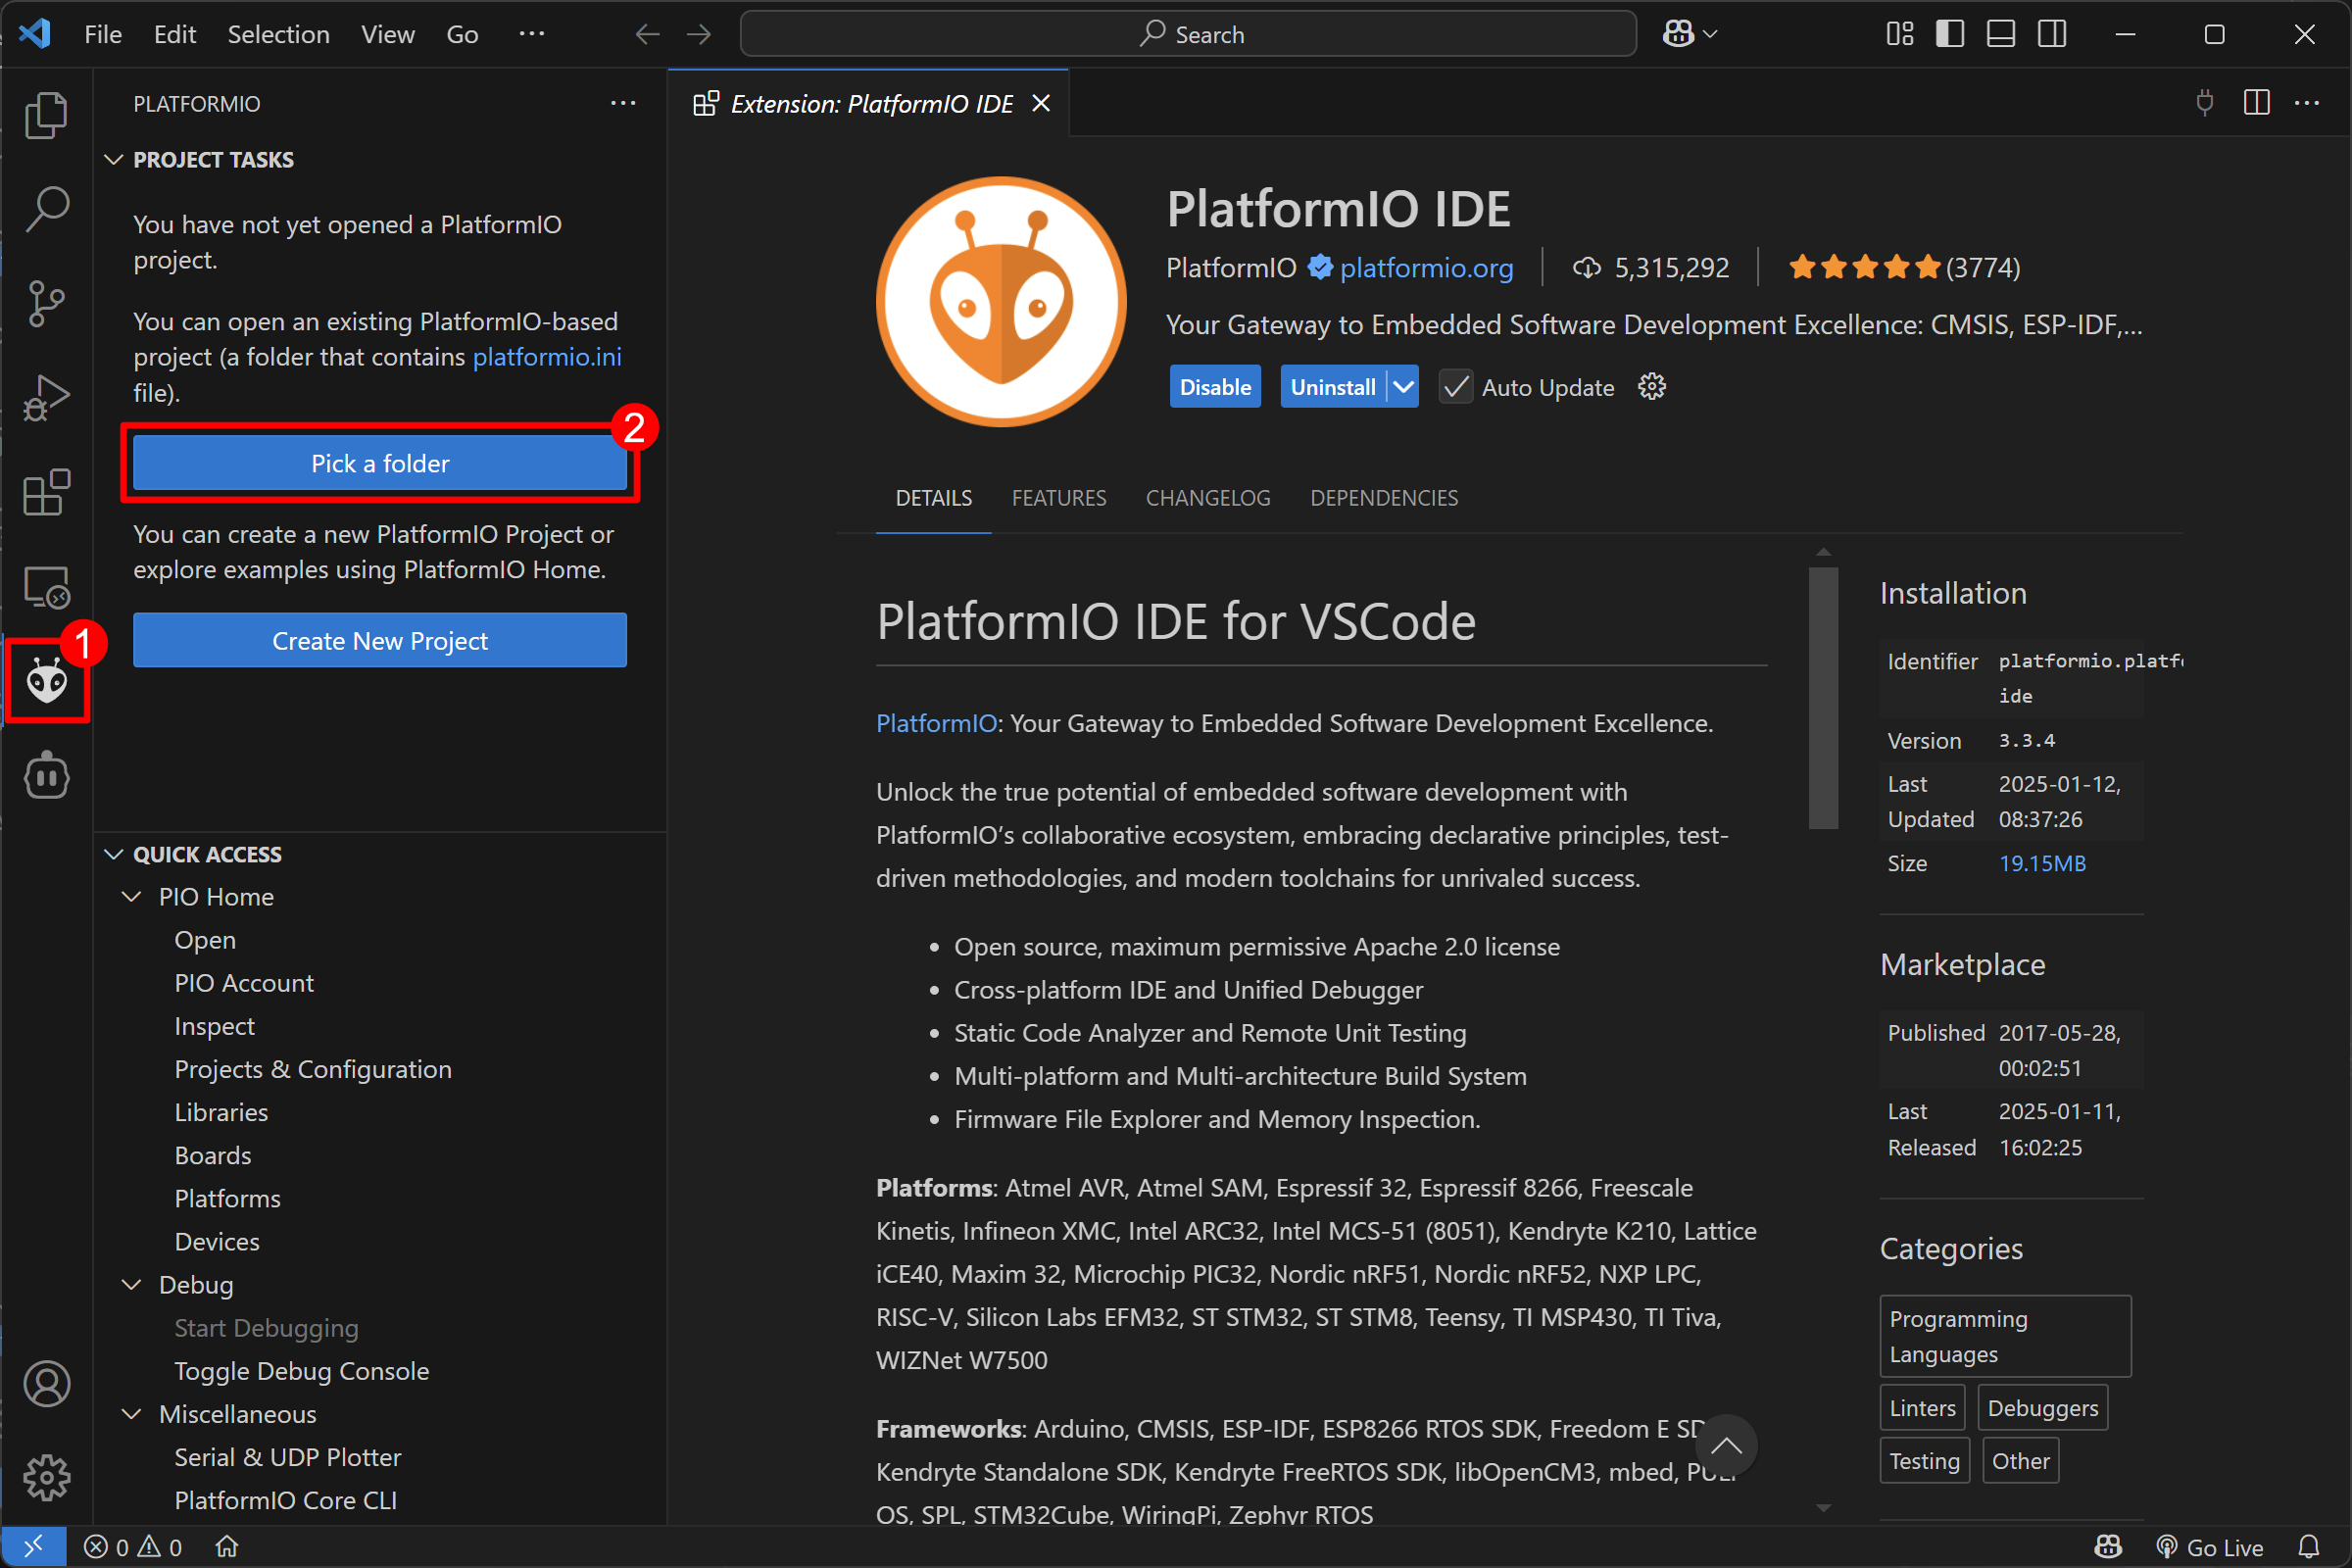 File Edit Selection View Go ···
Search
PLATFORMIO
PROJECT TASKS
You have not yet opened a PlatformIO
project.
You can open an existing PlatformIO-based
project (a folder that contains platformio.ini
file).
2
Pick a folder
You can create a new PlatformIO Project or
explore examples using PlatformIO Home.
Create New Project
1
QUICK ACCESS
PIO Home
Open
PIO Account
Inspect
Projects & Configuration
Libraries
Boards
Platforms
Devices
Debug
Start Debugging
Toggle Debug Console
Miscellaneous
Serial & UDP Plotter
PlatformIO Core CLI
Extension: PlatformIO IDE
PlatformIO IDE
PlatformIO platformio.org 5,315,292 (3774)
Your Gateway to Embedded Software Development Excellence: CMSIS, ESP-IDF,...
Disable Uninstall Auto Update
DETAILS FEATURES CHANGELOG DEPENDENCIES
PlatformIO IDE for VSCode
PlatformIO: Your Gateway to Embedded Software Development Excellence.
Unlock the true potential of embedded software development with
PlatformIO’s collaborative ecosystem, embracing declarative principles, test-
driven methodologies, and modern toolchains for unrivaled success.
• Open source, maximum permissive Apache 2.0 license
• Cross-platform IDE and Unified Debugger
• Static Code Analyzer and Remote Unit Testing
• Multi-platform and Multi-architecture Build System
• Firmware File Explorer and Memory Inspection.
Platforms: Atmel AVR, Atmel SAM, Espressif 32, Espressif 8266, Freescale
Kinetis, Infineon XMC, Intel ARC32, Intel MCS-51 (8051), Kendryte K210, Lattice
iCE40, Maxim 32, Microchip PIC32, Nordic nRF51, Nordic nRF52, NXP LPC,
RISC-V, Silicon Labs EFM32, ST STM32, ST STM8, Teensy, TI MSP430, TI Tiva,
WIZNet W7500
Frameworks: Arduino, CMSIS, ESP-IDF, ESP8266 RTOS SDK, Freedom E
Kendryte Standalone SDK, Kendryte FreeRTOS SDK, libOpenCM3, mbed,
OS, SPL, STM32Cube, WiringPi, Zephyr RTOS
Installation
Identifier platformio.platf
ide
Version 3.3.4
Last 2025-01-12,
Updated 08:37:26
Size 19.15MB
Marketplace
Published 2017-05-28,
00:02:51
Last 2025-01-11,
Released 16:02:25
Categories
Programming
Languages
Linters Debuggers
Testing Other
0 0
Go Live